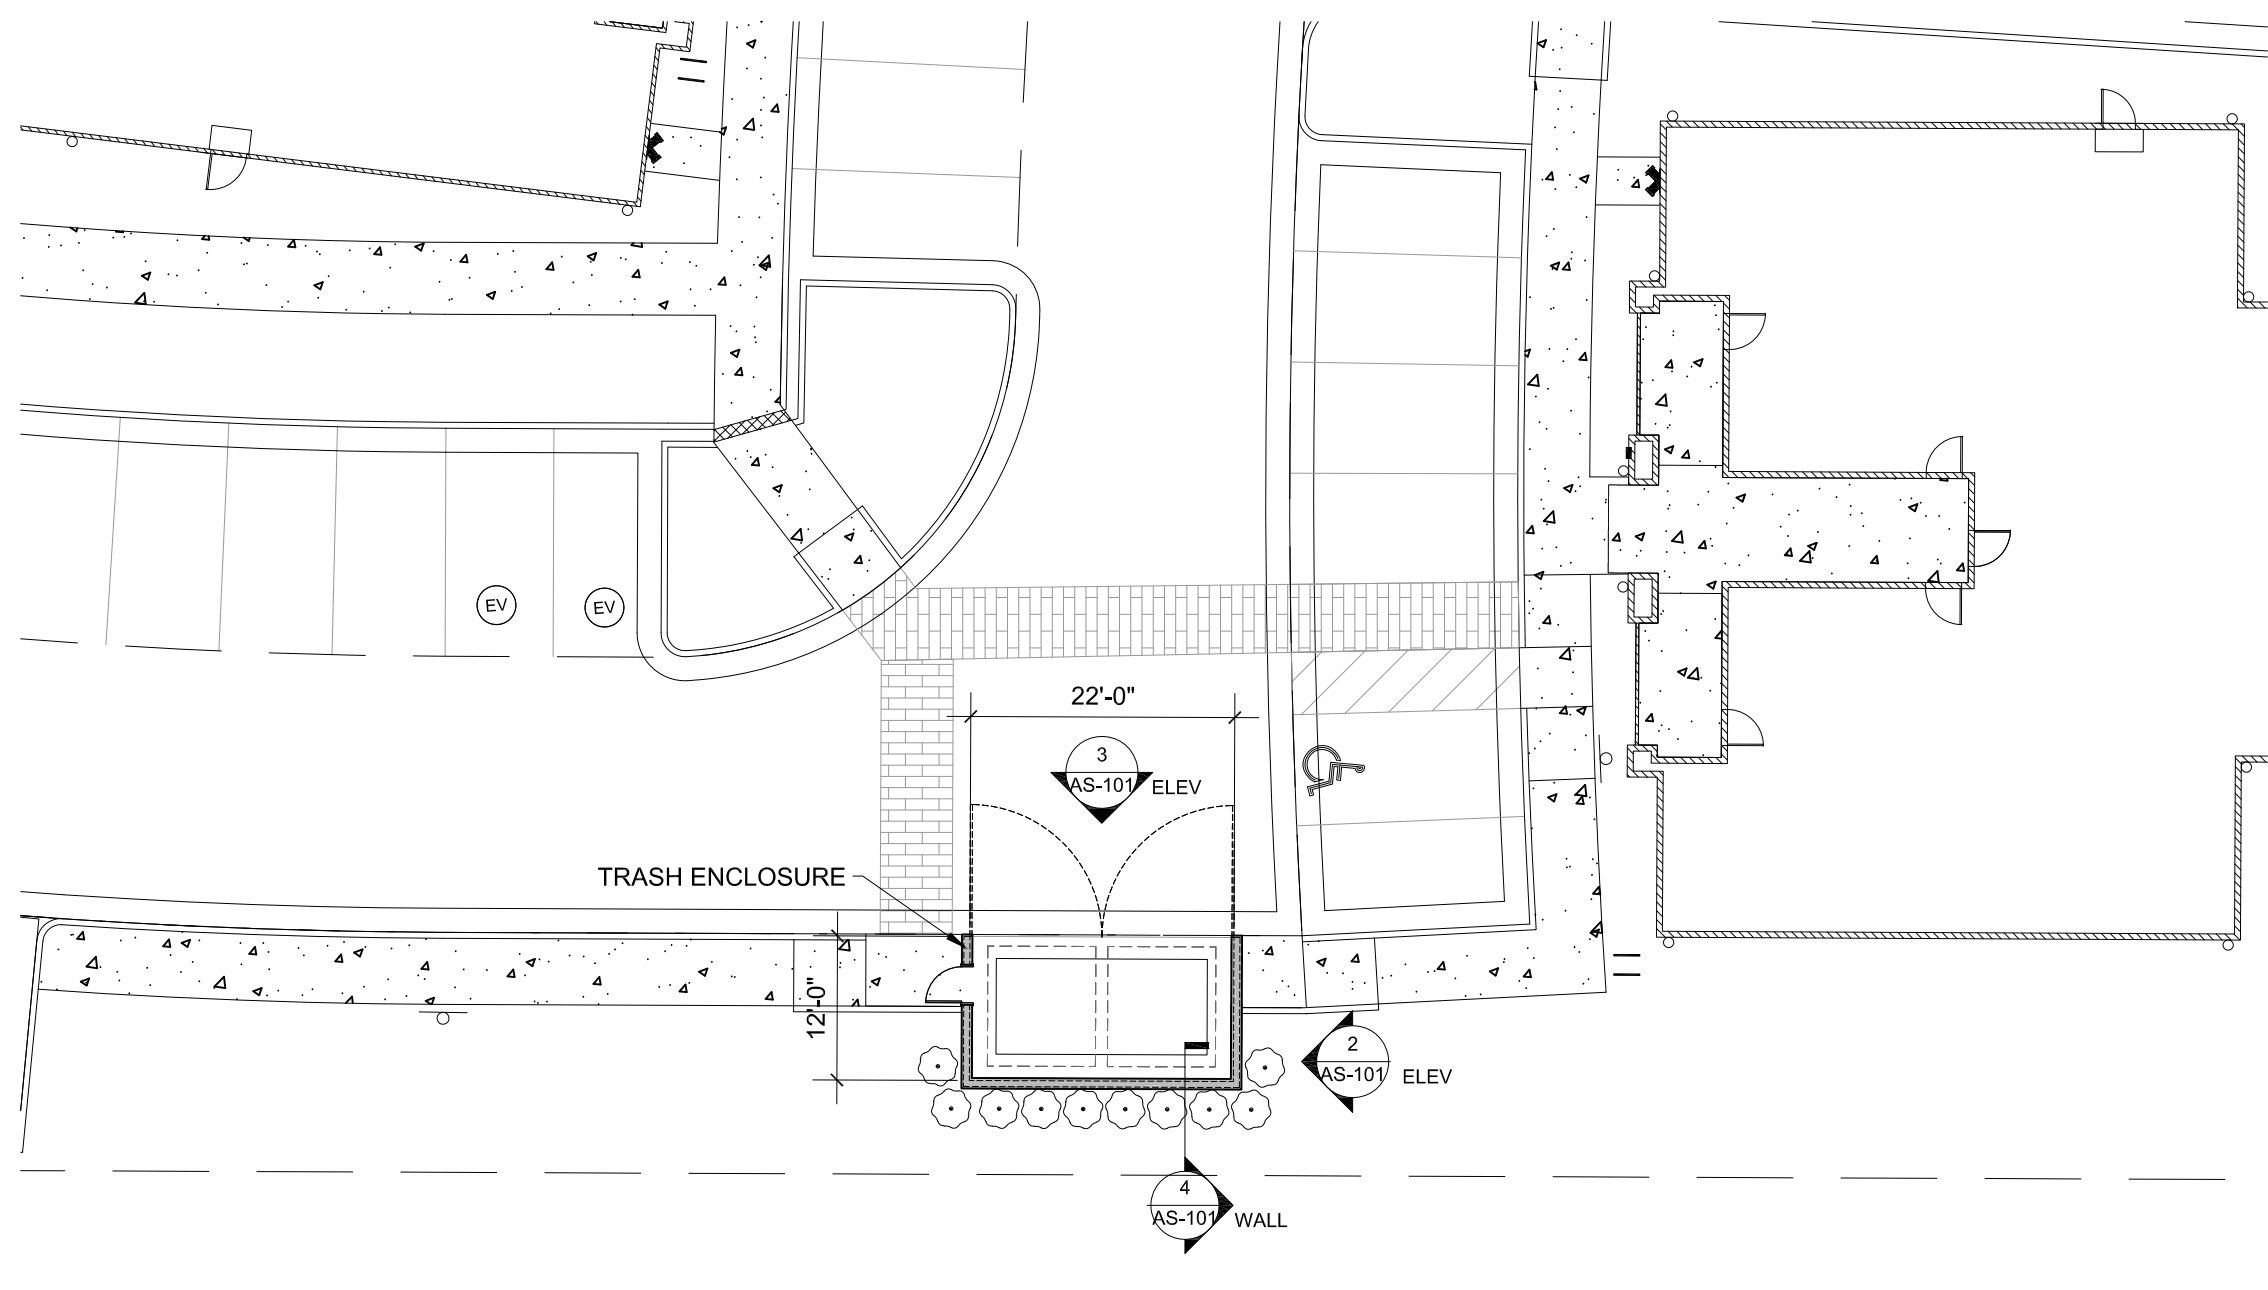 EV
EV
22'-0"
3
AS-101
ELEV
TRASH ENCLOSURE
12'-0"
2
AS-101
ELEV
4
AS-101
WALL